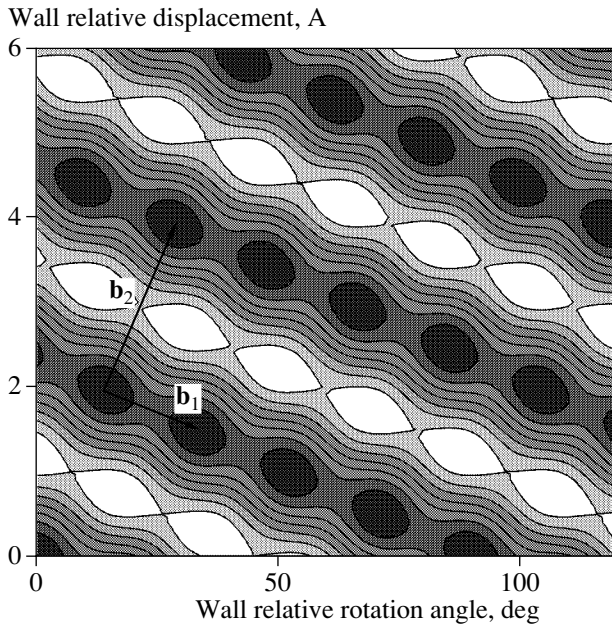 Wall relative displacement, A
6
4
b2
b1
2
0
0 50 100
Wall relative rotation angle, deg